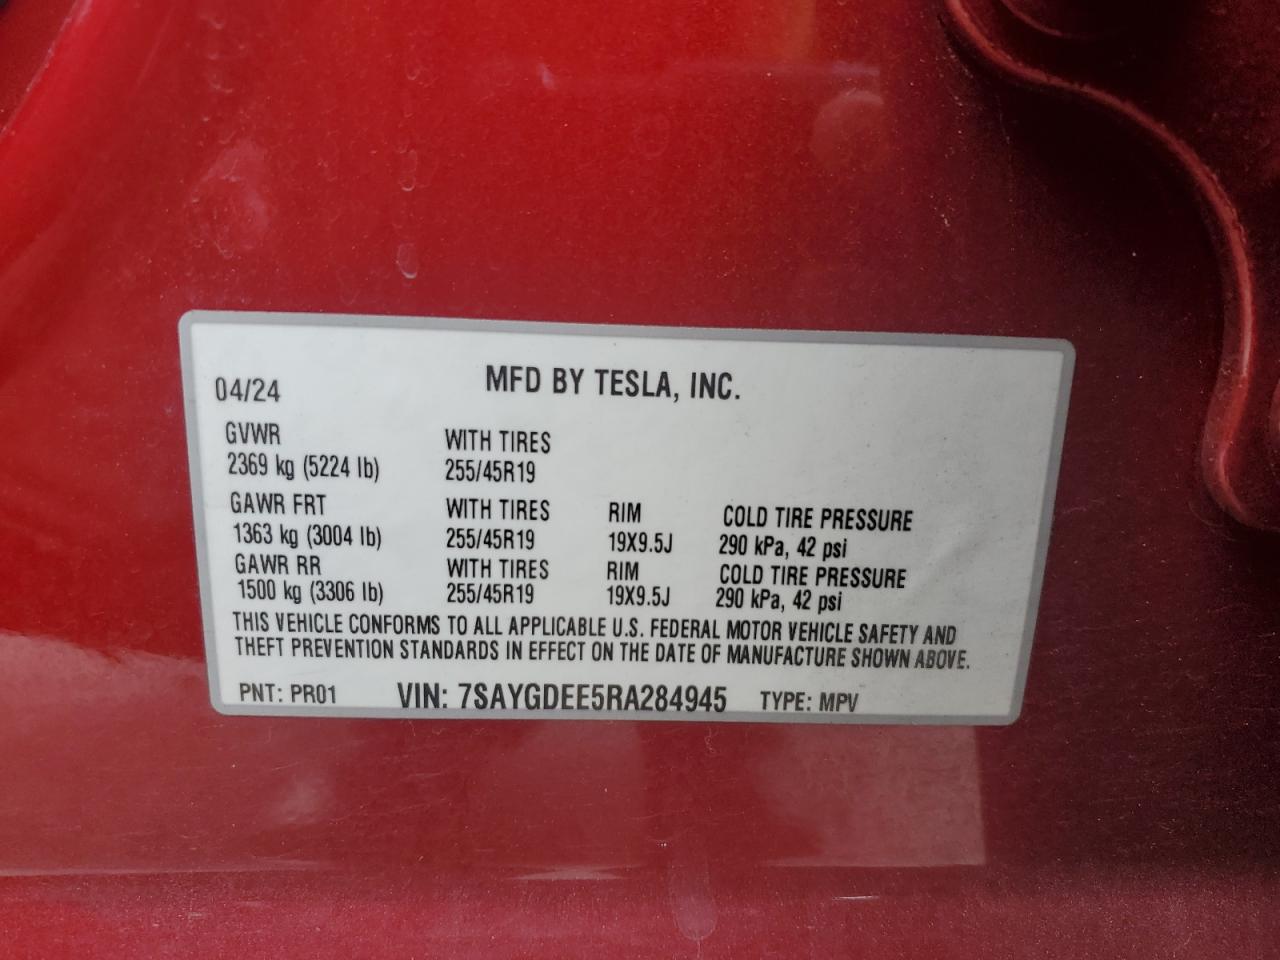 04/24 MFD BY TESLA, INC.
GVWR WITH TIRES
2369 kg (5224 lb) 255/45R19
GAWR FRT WITH TIRES RIM COLD TIRE PRESSURE
1363 kg (3004 lb) 255/45R19 19X9.5J 290 kPa, 42 psi
GAWR RR WITH TIRES RIM COLD TIRE PRESSURE
1500 kg (3306 lb) 255/45R19 19X9.5J 290 kPa, 42 psi
THIS VEHICLE CONFORMS TO ALL APPLICABLE U.S. FEDERAL MOTOR VEHICLE SAFETY AND
THEFT PREVENTION STANDARDS IN EFFECT ON THE DATE OF MANUFACTURE SHOWN ABOVE.
PNT: PR01 VIN: 7SAYGDEE5RA284945 TYPE: MPV